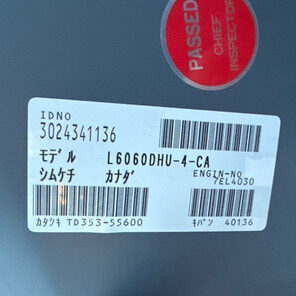 PASSED
CHIEF
INSPECTOR
IDNO
3024341136
ﾓﾃﾞﾙ L6060DHU-4-CA
ｼﾑｹﾁ ｶﾅﾀﾞ ENGIN-NO
7EL4030
ｶﾀｼｷ TD353-55600 ｷﾊﾞﾝ 40136